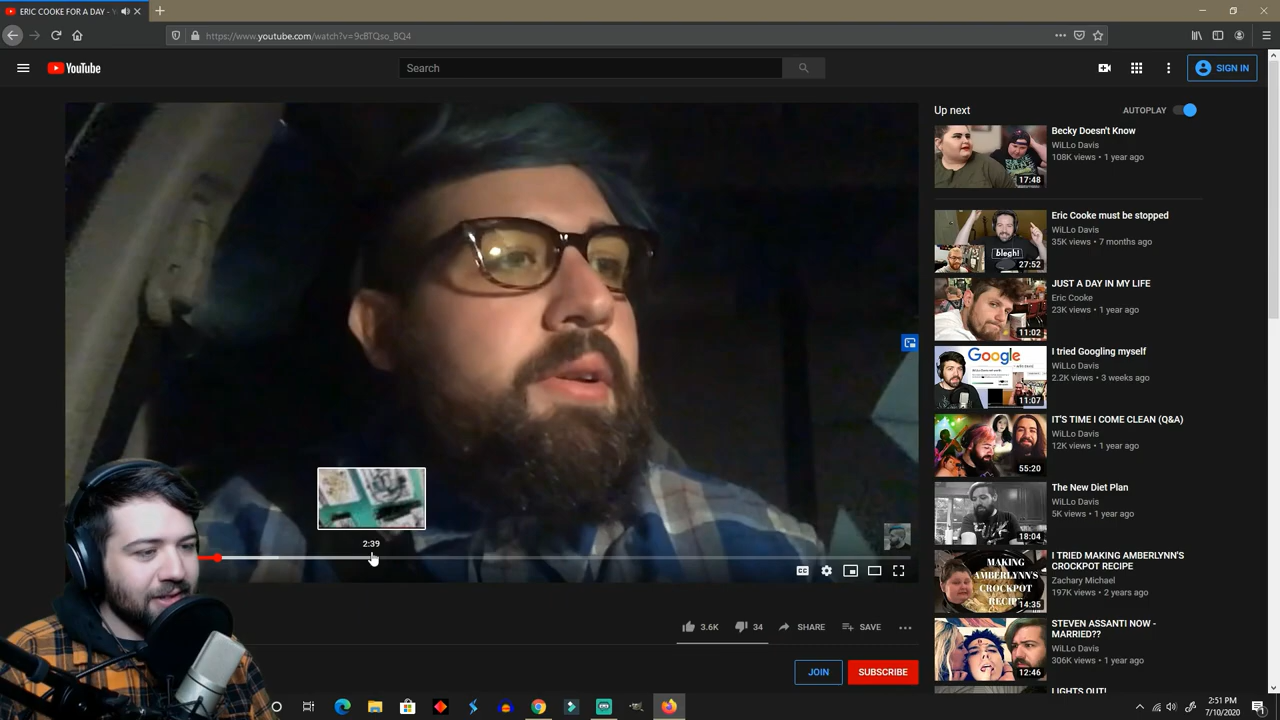 ERIC COOKE FOR A DAY - Y
https://www.youtube.com/watch?v=9cBTQso_BQ4
YouTube
Search
SIGN IN
Up next
AUTOPLAY
Becky Doesn't Know
WiLLo Davis
108K views • 1 year ago
17:48
Eric Cooke must be stopped
WiLLo Davis
35K views • 7 months ago
blegh!
27:52
JUST A DAY IN MY LIFE
Eric Cooke
23K views • 1 year ago
11:02
I tried Googling myself
WiLLo Davis
2.2K views • 3 weeks ago
Google
11:07
IT'S TIME I COME CLEAN (Q&A)
WiLLo Davis
12K views • 1 year ago
55:20
The New Diet Plan
WiLLo Davis
5K views • 1 year ago
18:04
I TRIED MAKING AMBERLYNN'S
CROCKPOT RECIPE
Zachary Michael
197K views • 2 years ago
MAKING
AMBERLYNN'S
CROCKPOT
14:35
STEVEN ASSANTI NOW -
MARRIED??
WiLLo Davis
306K views • 1 year ago
12:46
LIGHTS OUT!
2:39
CC
3.6K
34
SHARE
SAVE
JOIN
SUBSCRIBE
2:51 PM
7/10/2020